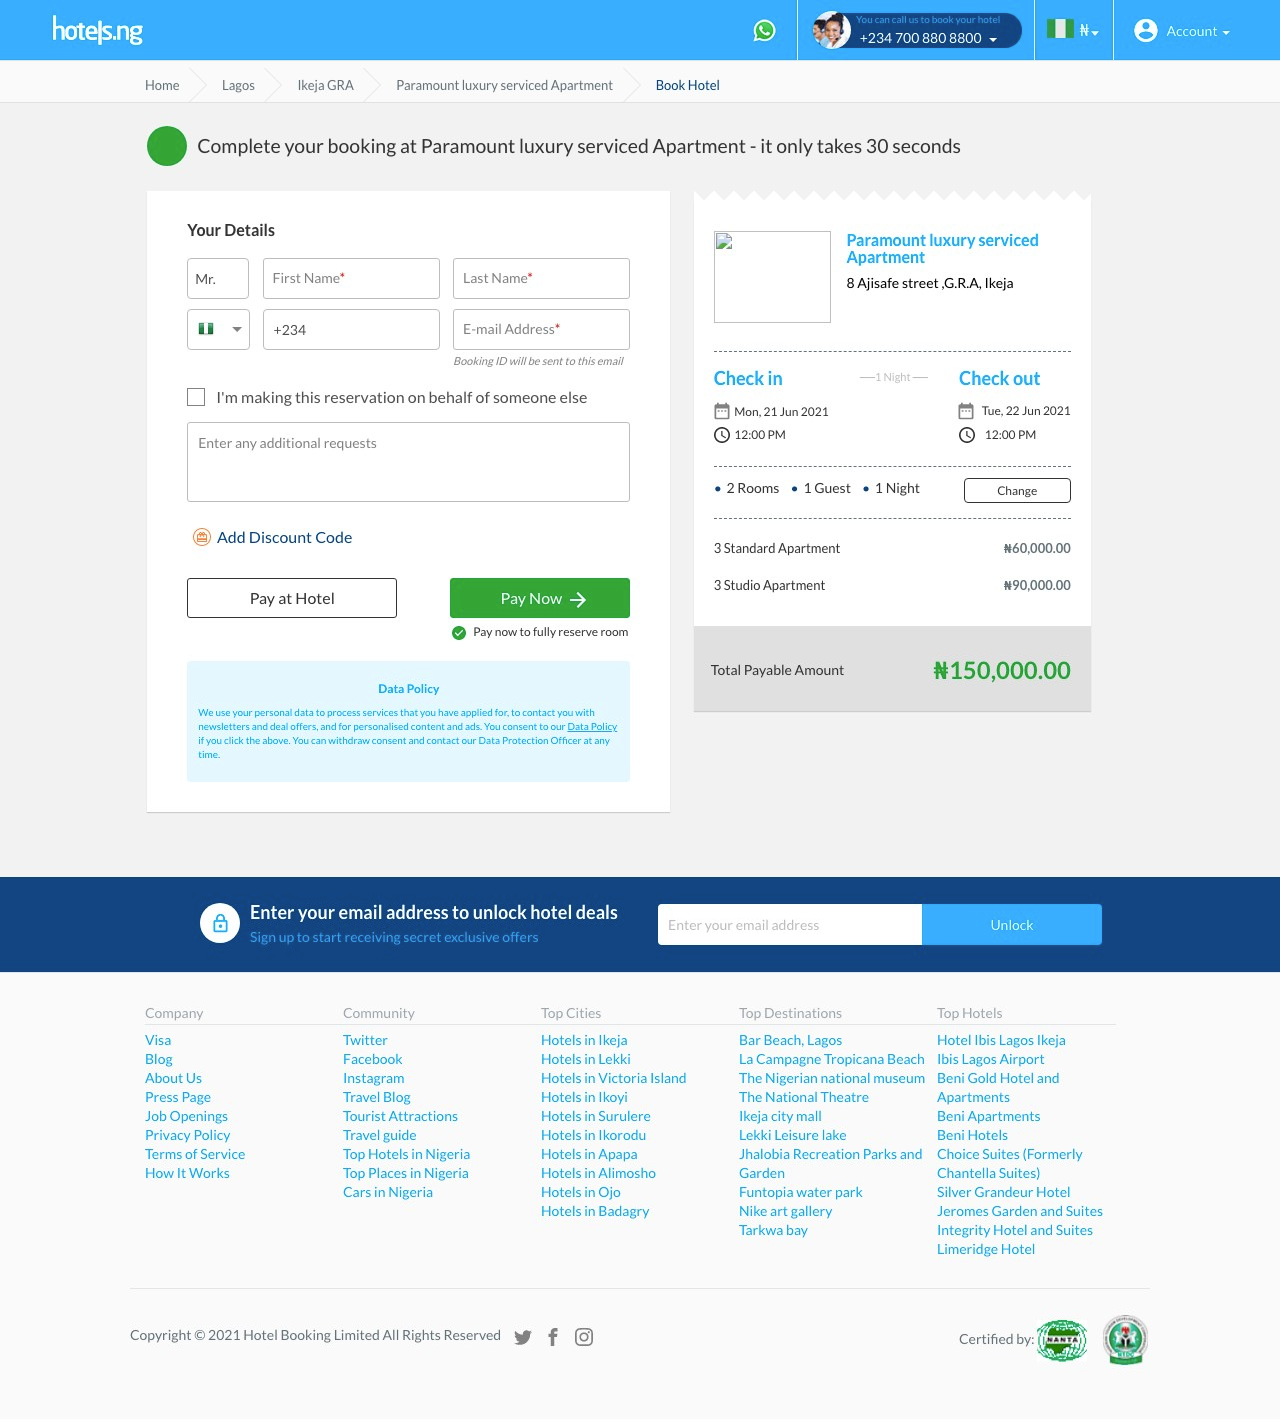 hotels.ng
You can call us to book your hotel
+234 700 880 8800
₦
Account
Home
Lagos
Ikeja GRA
Paramount luxury serviced Apartment
Book Hotel
Complete your booking at Paramount luxury serviced Apartment - it only takes 30 seconds
Your Details
Mr.
First Name*
Last Name*
+234
E-mail Address*
Booking ID will be sent to this email
I'm making this reservation on behalf of someone else
Enter any additional requests
Add Discount Code
Pay at Hotel
Pay Now
Pay now to fully reserve room
Data Policy
We use your personal data to process services that you have applied for, to contact you with
newsletters and deal offers, and for personalised content and ads. You consent to our Data Policy
if you click the above. You can withdraw consent and contact our Data Protection Officer at any
time.
Paramount luxury serviced
Apartment
8 Ajisafe street ,G.R.A, Ikeja
Check in
1 Night
Check out
Mon, 21 Jun 2021
Tue, 22 Jun 2021
12:00 PM
12:00 PM
• 2 Rooms • 1 Guest • 1 Night
Change
3 Standard Apartment
₦60,000.00
3 Studio Apartment
₦90,000.00
Total Payable Amount
₦150,000.00
Enter your email address to unlock hotel deals
Sign up to start receiving secret exclusive offers
Enter your email address
Unlock
Company
Visa
Blog
About Us
Press Page
Job Openings
Privacy Policy
Terms of Service
How It Works
Community
Twitter
Facebook
Instagram
Travel Blog
Tourist Attractions
Travel guide
Top Hotels in Nigeria
Top Places in Nigeria
Cars in Nigeria
Top Cities
Hotels in Ikeja
Hotels in Lekki
Hotels in Victoria Island
Hotels in Ikoyi
Hotels in Surulere
Hotels in Ikorodu
Hotels in Apapa
Hotels in Alimosho
Hotels in Ojo
Hotels in Badagry
Top Destinations
Bar Beach, Lagos
La Campagne Tropicana Beach
The Nigerian national museum
The National Theatre
Ikeja city mall
Lekki Leisure lake
Jhalobia Recreation Parks and
Garden
Funtopia water park
Nike art gallery
Tarkwa bay
Top Hotels
Hotel Ibis Lagos Ikeja
Ibis Lagos Airport
Beni Gold Hotel and
Apartments
Beni Apartments
Beni Hotels
Choice Suites (Formerly
Chantella Suites)
Silver Grandeur Hotel
Jeromes Garden and Suites
Integrity Hotel and Suites
Limeridge Hotel
Copyright © 2021 Hotel Booking Limited All Rights Reserved
Certified by:
NANTA